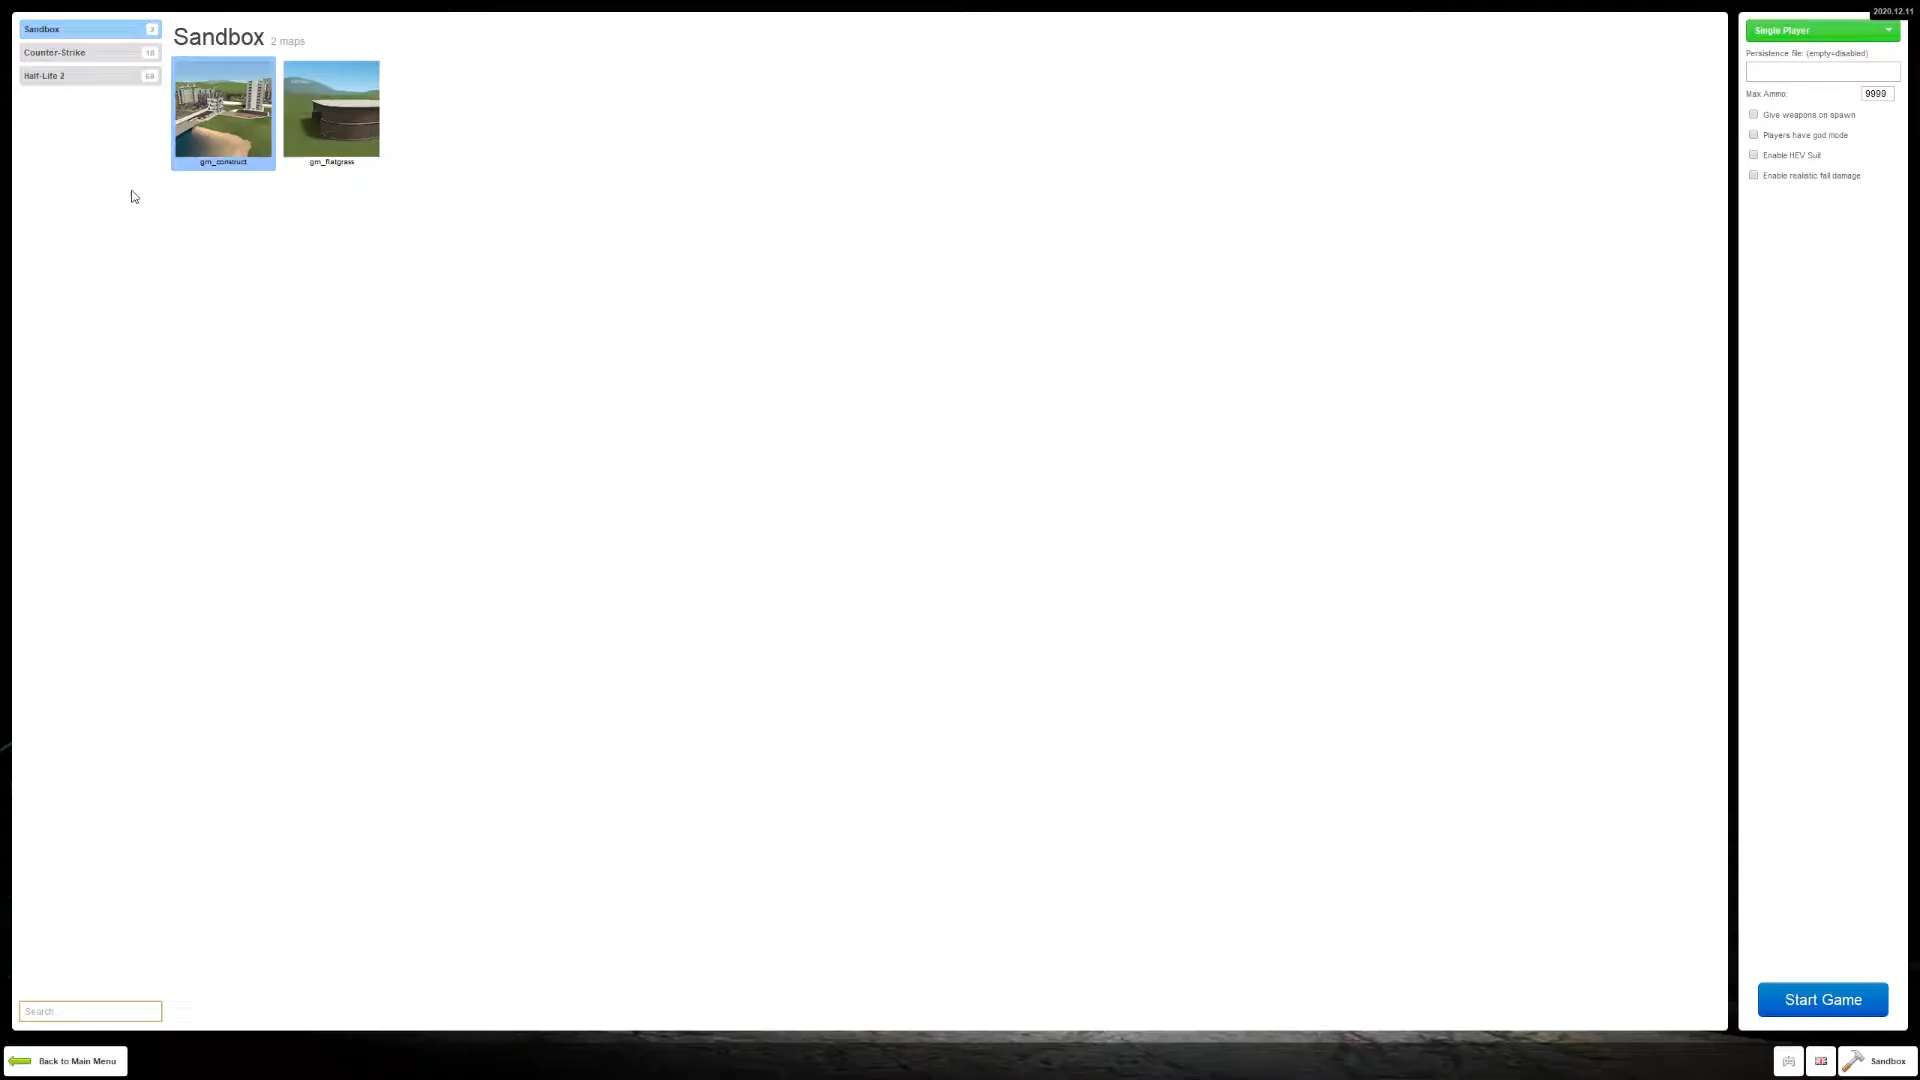 2020.12.11
Sandbox 2
Counter-Strike 18
Half-Life 2 68
Sandbox 2 maps
gm_construct
gm_flatgrass
Single Player
Persistence file: (empty=disabled)
Max Ammo: 9999
Give weapons on spawn
Players have god mode
Enable HEV Suit
Enable realistic fall damage
Search
Start Game
Back to Main Menu
Sandbox